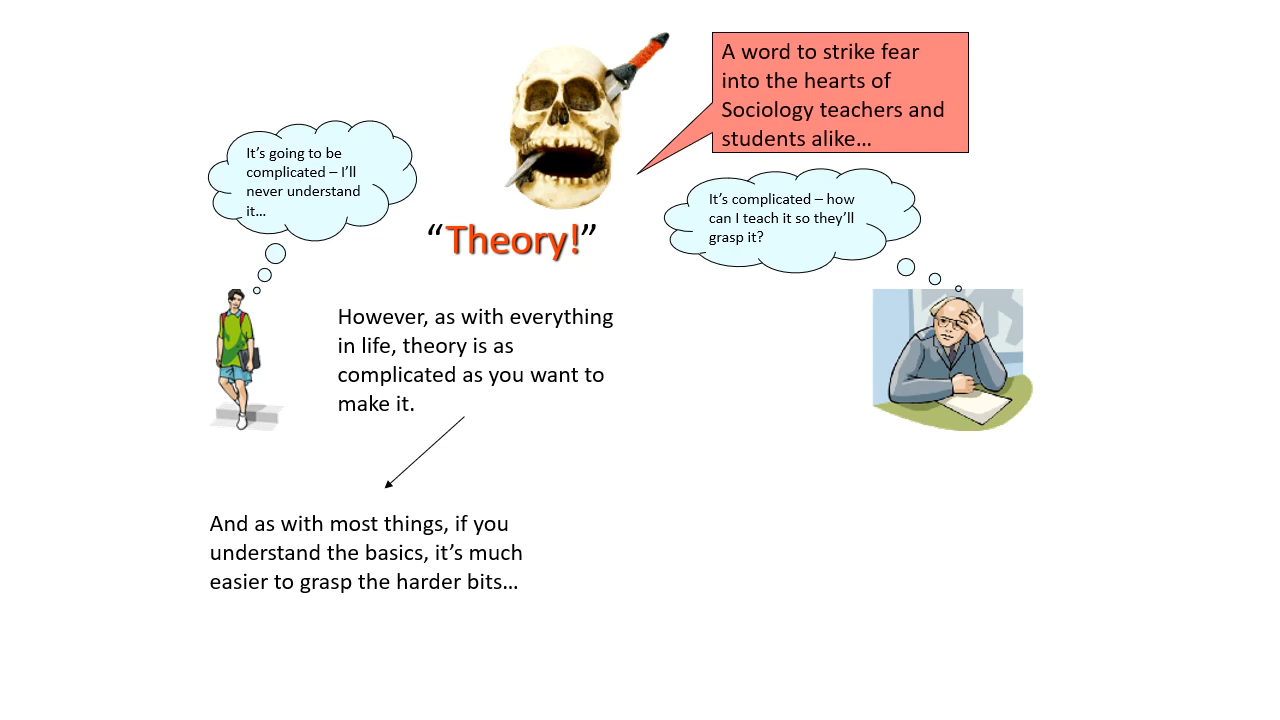 A word to strike fear
into the hearts of
Sociology teachers and
students alike…
It’s going to be
complicated – I’ll
never understand
it…
It’s complicated – how
can I teach it so they’ll
grasp it?
“Theory!”
However, as with everything
in life, theory is as
complicated as you want to
make it.
And as with most things, if you
understand the basics, it’s much
easier to grasp the harder bits…